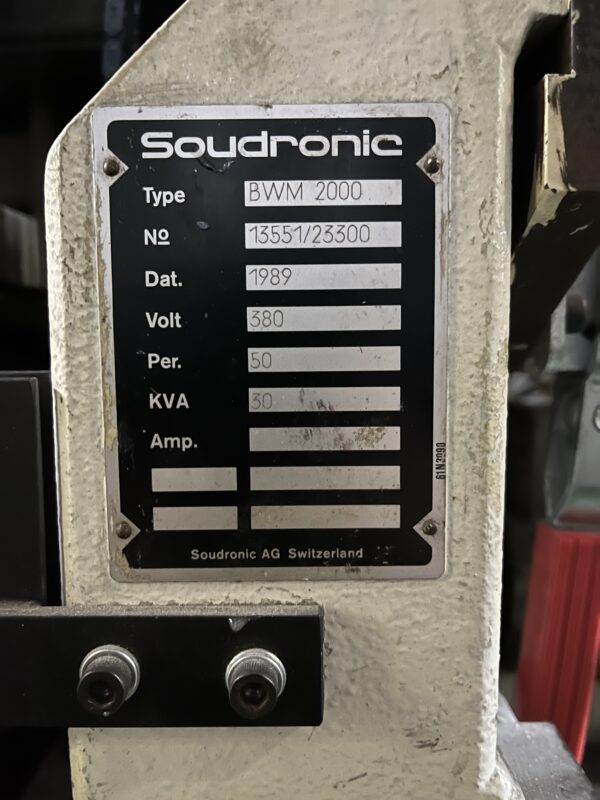 Soudronic
Type BWM 2000
№ 13551/23300
Dat. 1989
Volt 380
Per. 50
KVA 30
Amp.
61N2090
Soudronic AG Switzerland